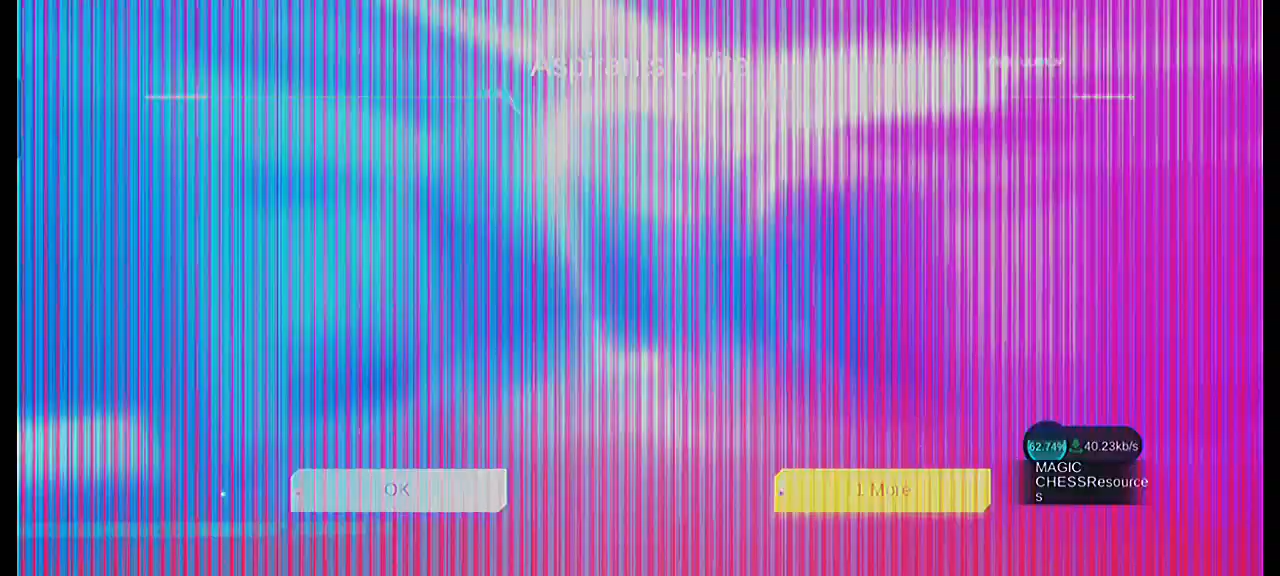 Aspirants Unite
OK
1 More
62.74%
40.23kb/s
MAGIC
CHESSResource
s